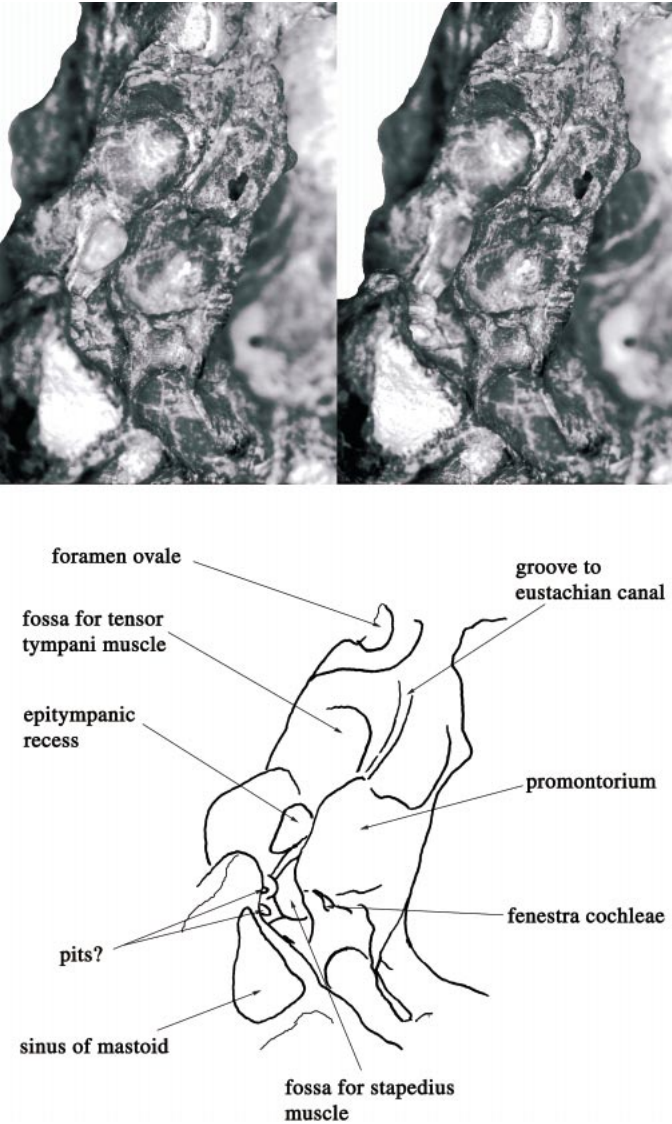 foramen ovale
groove to
eustachian canal
fossa for tensor
tympani muscle
epitympanic
recess
promontorium
fenestra cochleae
pits?
sinus of mastoid
fossa for stapedius
muscle